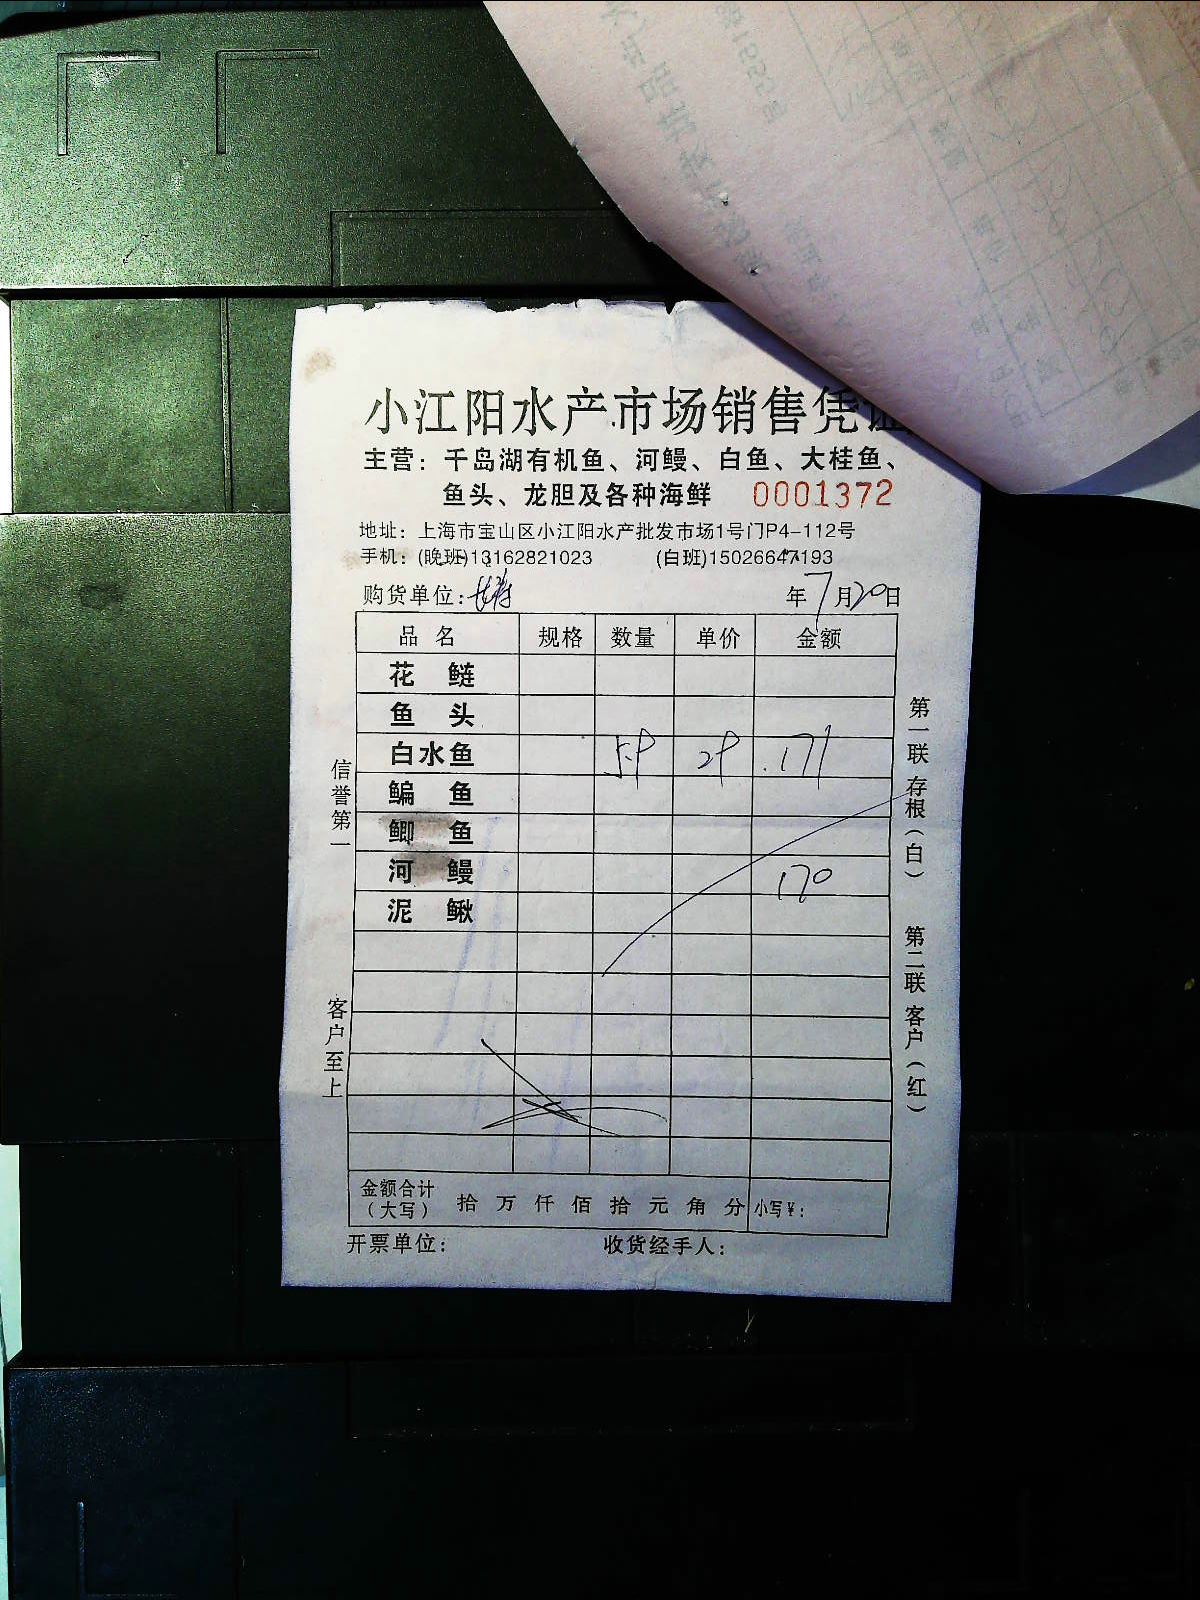 小江阳水产市场销售凭证
主营：千岛湖有机鱼、河鳗、白鱼、大桂鱼、
鱼头、龙胆及各种海鲜 0001372
地址：上海市宝山区小江阳水产批发市场1号门P4-112号
手机：(晚班)13162821023 (白班)15026647193
购货单位： 年7月20日
品名 规格 数量 单价 金额
花鲢
鱼头
白水鱼 171
鳊鱼
鲫鱼
河鳗 170
泥鳅
金额合计（大写） 拾万仟佰拾元角分 小写¥：
开票单位： 收货经手人：
信誉第一
客户至上
第一联 存根（白）
第二联 客户（红）